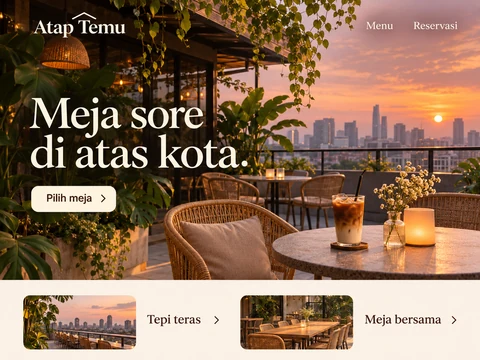 Atap Temu
Menu
Reservasi
Meja sore
di atas kota.
Pilih meja
Tepi teras
Meja bersama